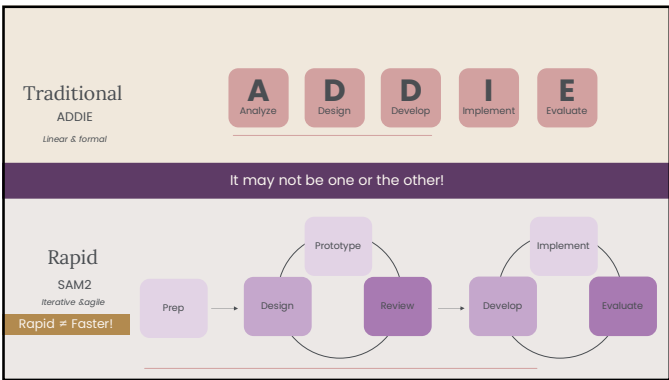 Traditional
ADDIE
Linear & formal
A
Analyze
D
Design
D
Develop
I
Implement
E
Evaluate
It may not be one or the other!
Rapid
SAM2
Iterative &agile
Rapid ≠ Faster!
Prep
Design
Prototype
Review
Develop
Implement
Evaluate